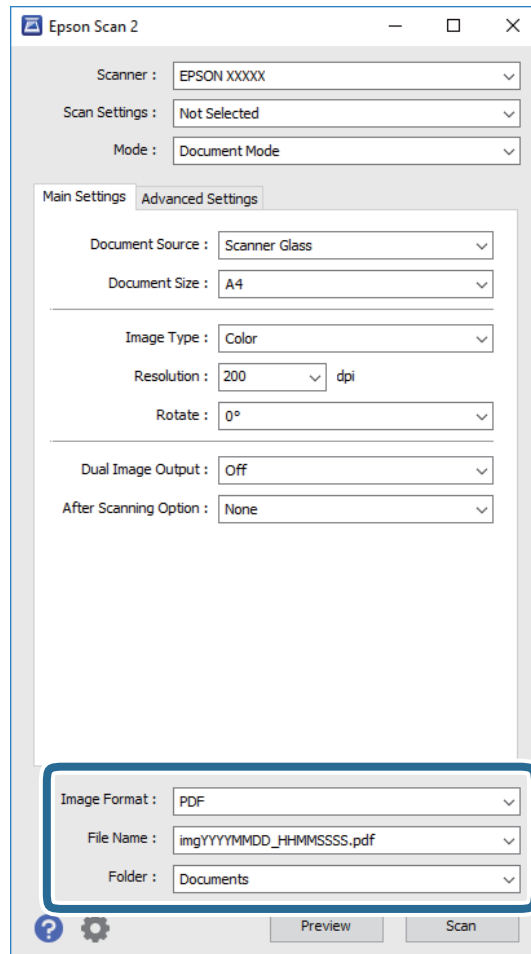 Epson Scan 2
Scanner : EPSON XXXXX
Scan Settings : Not Selected
Mode : Document Mode
Main Settings Advanced Settings
Document Source : Scanner Glass
Document Size : A4
Image Type : Color
Resolution : 200 dpi
Rotate : 0°
Dual Image Output : Off
After Scanning Option : None
Image Format : PDF
File Name : imgYYYYMMDD_HHMMSSSS.pdf
Folder : Documents
? Preview Scan